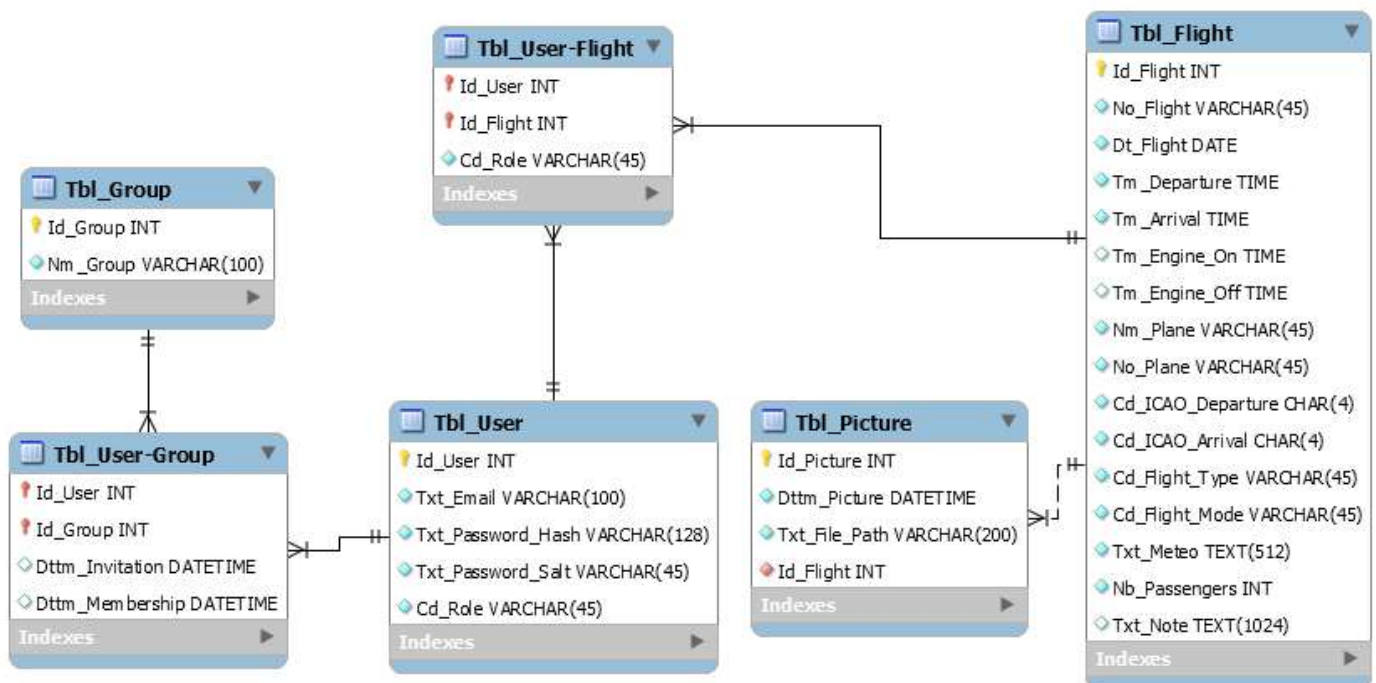 Tbl_User-Flight
Id_User INT
Id_Flight INT
Cd_Role VARCHAR(45)
Indexes
Tbl_Flight
Id_Flight INT
No_Flight VARCHAR(45)
Dt_Flight DATE
Tm_Departure TIME
Tm_Arrival TIME
Tm_Engine_On TIME
Tm_Engine_Off TIME
Nm_Plane VARCHAR(45)
No_Plane VARCHAR(45)
Cd_ICAO_Departure CHAR(4)
Cd_ICAO_Arrival CHAR(4)
Cd_Flight_Type VARCHAR(45)
Cd_Flight_Mode VARCHAR(45)
Txt_Meteo TEXT(512)
Nb_Passengers INT
Txt_Note TEXT(1024)
Indexes
Tbl_Group
Id_Group INT
Nm_Group VARCHAR(100)
Indexes
Tbl_User-Group
Id_User INT
Id_Group INT
Dttm_Invitation DATETIME
Dttm_Membership DATETIME
Indexes
Tbl_User
Id_User INT
Txt_Email VARCHAR(100)
Txt_Password_Hash VARCHAR(128)
Txt_Password_Salt VARCHAR(45)
Cd_Role VARCHAR(45)
Indexes
Tbl_Picture
Id_Picture INT
Dttm_Picture DATETIME
Txt_File_Path VARCHAR(200)
Id_Flight INT
Indexes